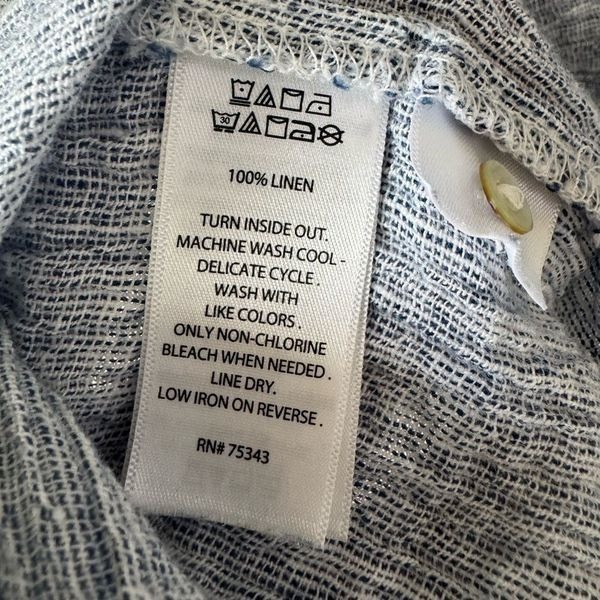 30
100% LINEN
TURN INSIDE OUT.
MACHINE WASH COOL -
DELICATE CYCLE .
WASH WITH
LIKE COLORS .
ONLY NON-CHLORINE
BLEACH WHEN NEEDED .
LINE DRY.
LOW IRON ON REVERSE .
RN# 75343